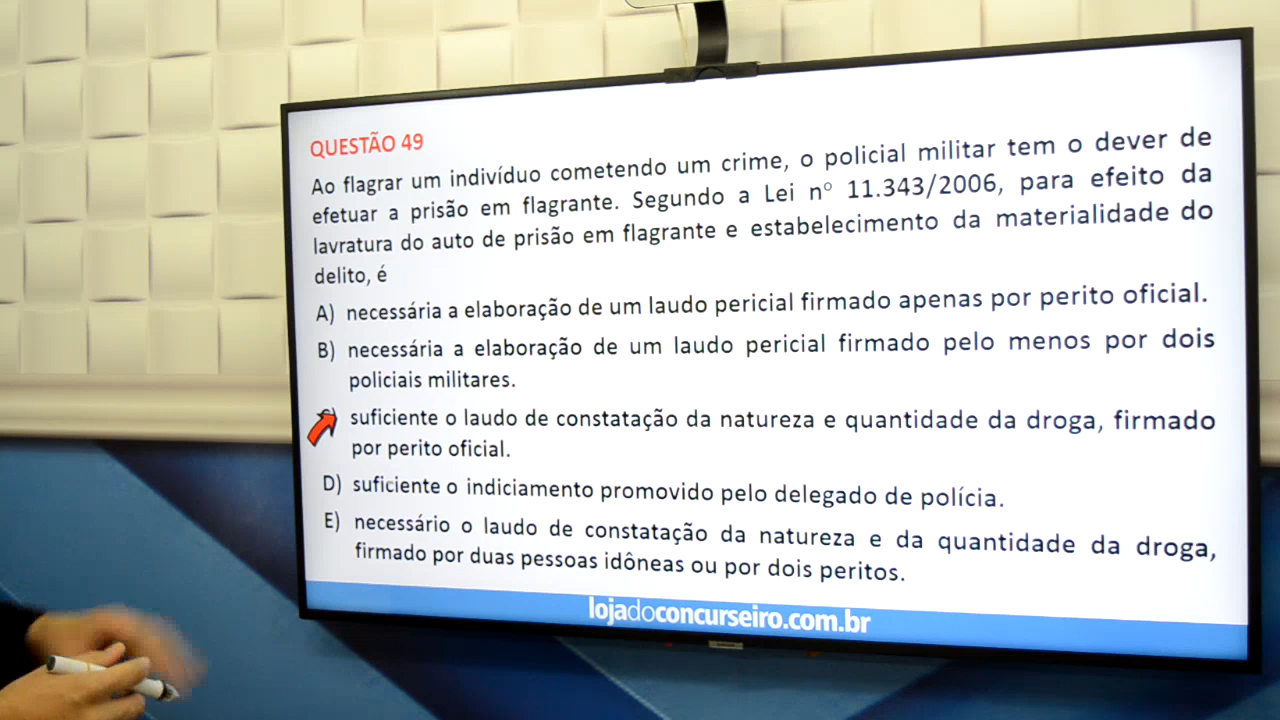 QUESTÃO 49
Ao flagrar um indivíduo cometendo um crime, o policial militar tem o dever de
efetuar a prisão em flagrante. Segundo a Lei nº 11.343/2006, para efeito da
lavratura do auto de prisão em flagrante e estabelecimento da materialidade do
delito, é
A) necessária a elaboração de um laudo pericial firmado apenas por perito oficial.
B) necessária a elaboração de um laudo pericial firmado pelo menos por dois
policiais militares.
suficiente o laudo de constatação da natureza e quantidade da droga, firmado
por perito oficial.
D) suficiente o indiciamento promovido pelo delegado de polícia.
E) necessário o laudo de constatação da natureza e da quantidade da droga,
firmado por duas pessoas idôneas ou por dois peritos.
lojadoconcurseiro.com.br